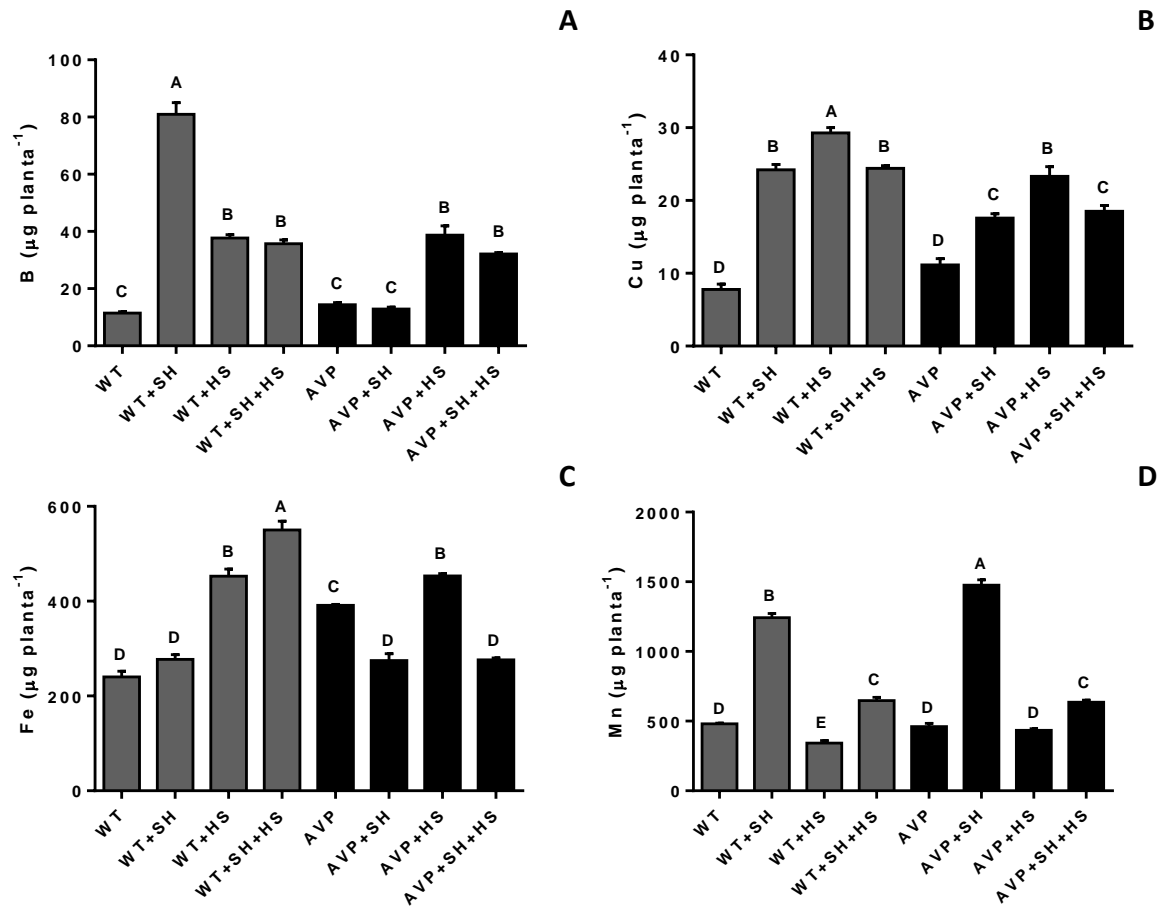 A
B (µg planta⁻¹)
100
80
60
40
20
0
C
A
B
B
C
C
B
B
WT
WT+SH
WT+HS
WT+SH+HS
AVP
AVP+SH
AVP+HS
AVP+SH+HS
B
Cu (µg planta⁻¹)
40
30
20
10
0
D
B
A
B
D
C
B
C
WT
WT+SH
WT+HS
WT+SH+HS
AVP
AVP+SH
AVP+HS
AVP+SH+HS
C
Fe (µg planta⁻¹)
600
400
200
0
D
D
B
A
C
D
B
D
WT
WT+SH
WT+HS
WT+SH+HS
AVP
AVP+SH
AVP+HS
AVP+SH+HS
D
Mn (µg planta⁻¹)
2000
1500
1000
500
0
D
B
E
C
D
A
D
C
WT
WT+SH
WT+HS
WT+SH+HS
AVP
AVP+SH
AVP+HS
AVP+SH+HS